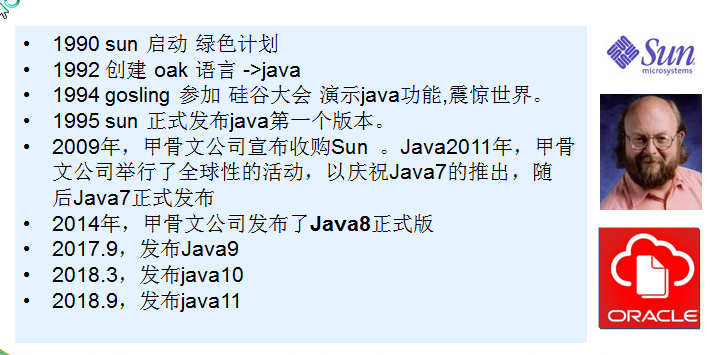 1990 sun 启动 绿色计划
1992 创建 oak 语言 ->java
1994 gosling 参加 硅谷大会 演示java功能,震惊世界。
1995 sun 正式发布java第一个版本。
2009年，甲骨文公司宣布收购Sun 。Java2011年，甲骨
文公司举行了全球性的活动，以庆祝Java7的推出，随
后Java7正式发布
2014年，甲骨文公司发布了Java8正式版
2017.9，发布Java9
2018.3，发布java10
2018.9，发布java11
Sun
microsystems
ORACLE